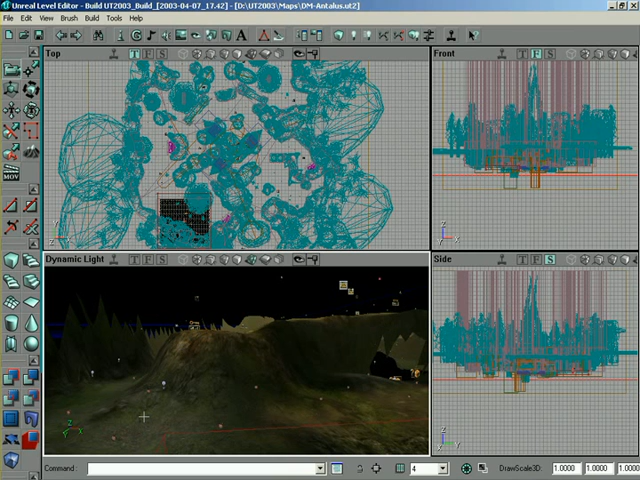 Unreal Level Editor - Build UT2003_Build_[2003-04-07_17.42] - [D:\UT2003\Maps\DM-Antalus.ut2]
File Edit View Brush Build Tools Help
Top T F S
Front T F S
MOV
Dynamic Light T F S
Side T F S
Command : 4 DrawScale3D: 1.0000 1.0000 1.0000